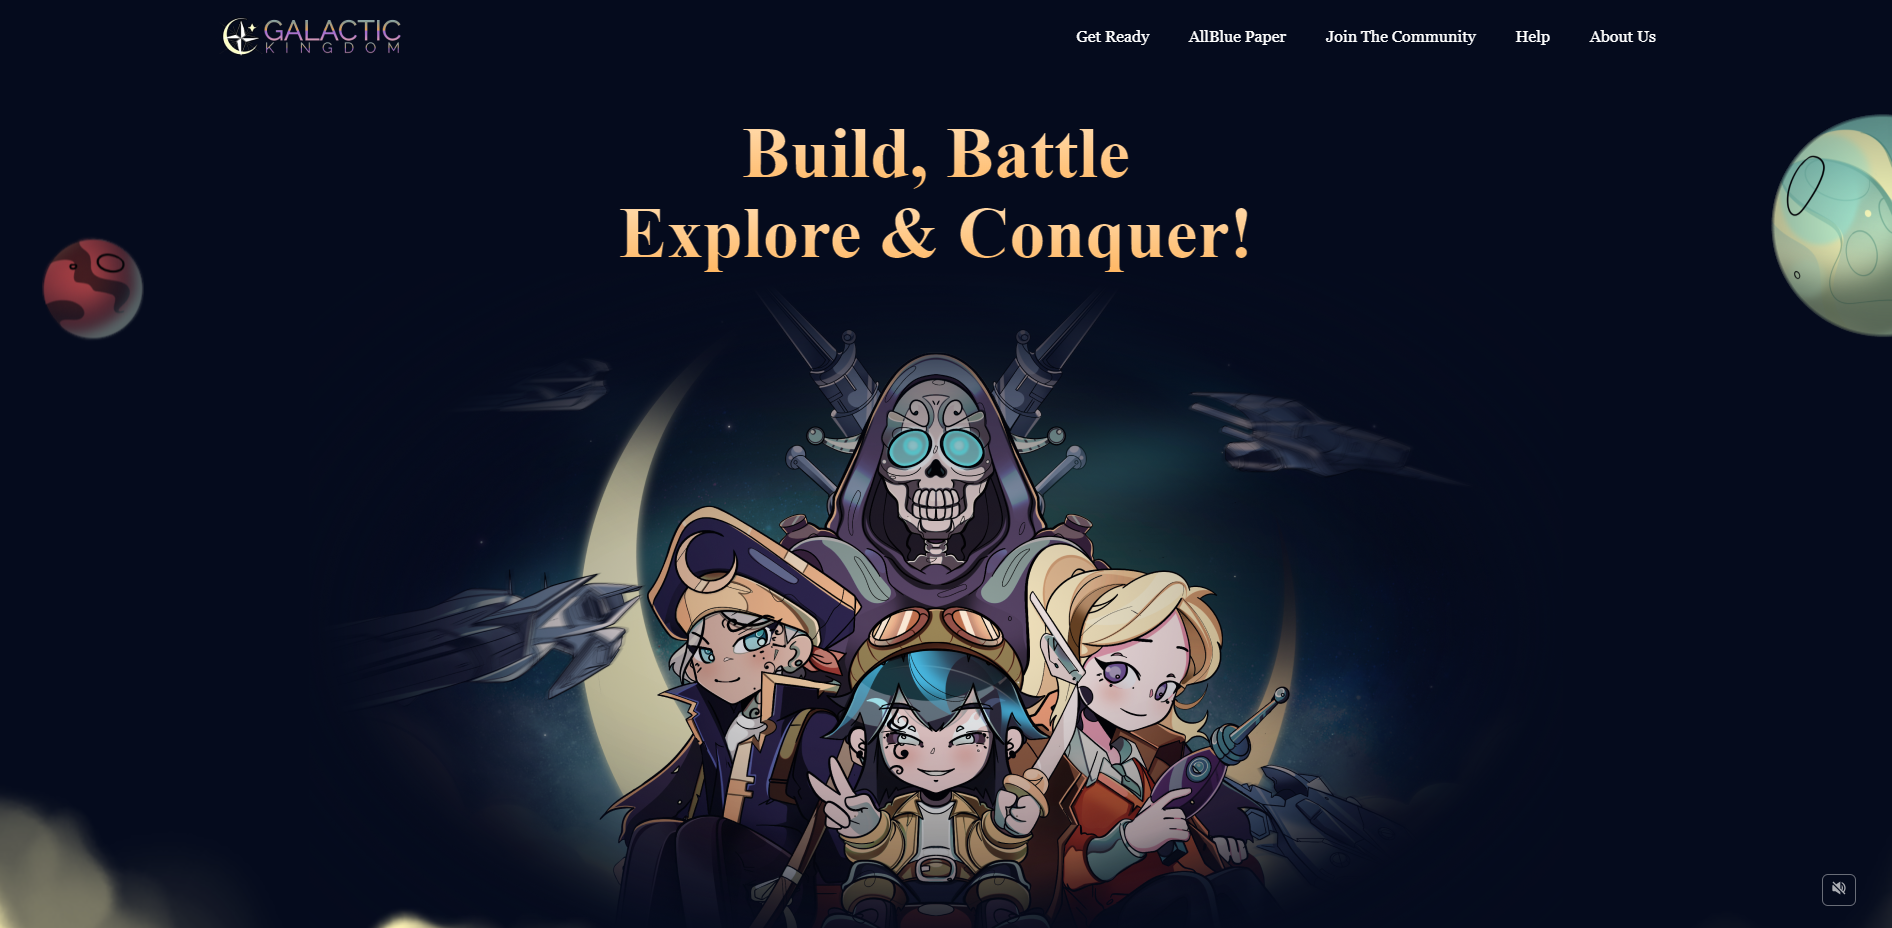 GALACTIC
KINGDOM
Get Ready
AllBlue Paper
Join The Community
Help
About Us
Build, Battle
Explore & Conquer!